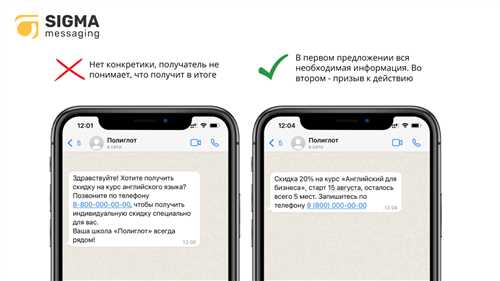 SIGMA
messaging
Нет конкретики, получатель не
понимает, что получит в итоге
В первом предложении вся
необходимая информация. Во
втором - призыв к действию
12:01
6
Полиглот
в сети
Здравствуйте! Хотите получить
скидку на курс английского языка?
Позвоните по телефону
8-800-000-00-00, чтобы получить
индивидуальную скидку специально
для вас.
Ваша школа «Полиглот» всегда
рядом!
12:00
12:04
6
Полиглот
в сети
Скидка 20% на курс «Английский для
бизнеса», старт 15 августа, осталось
всего 5 мест. Запишитесь по
телефону 8 (800) 000-00-00
12:04